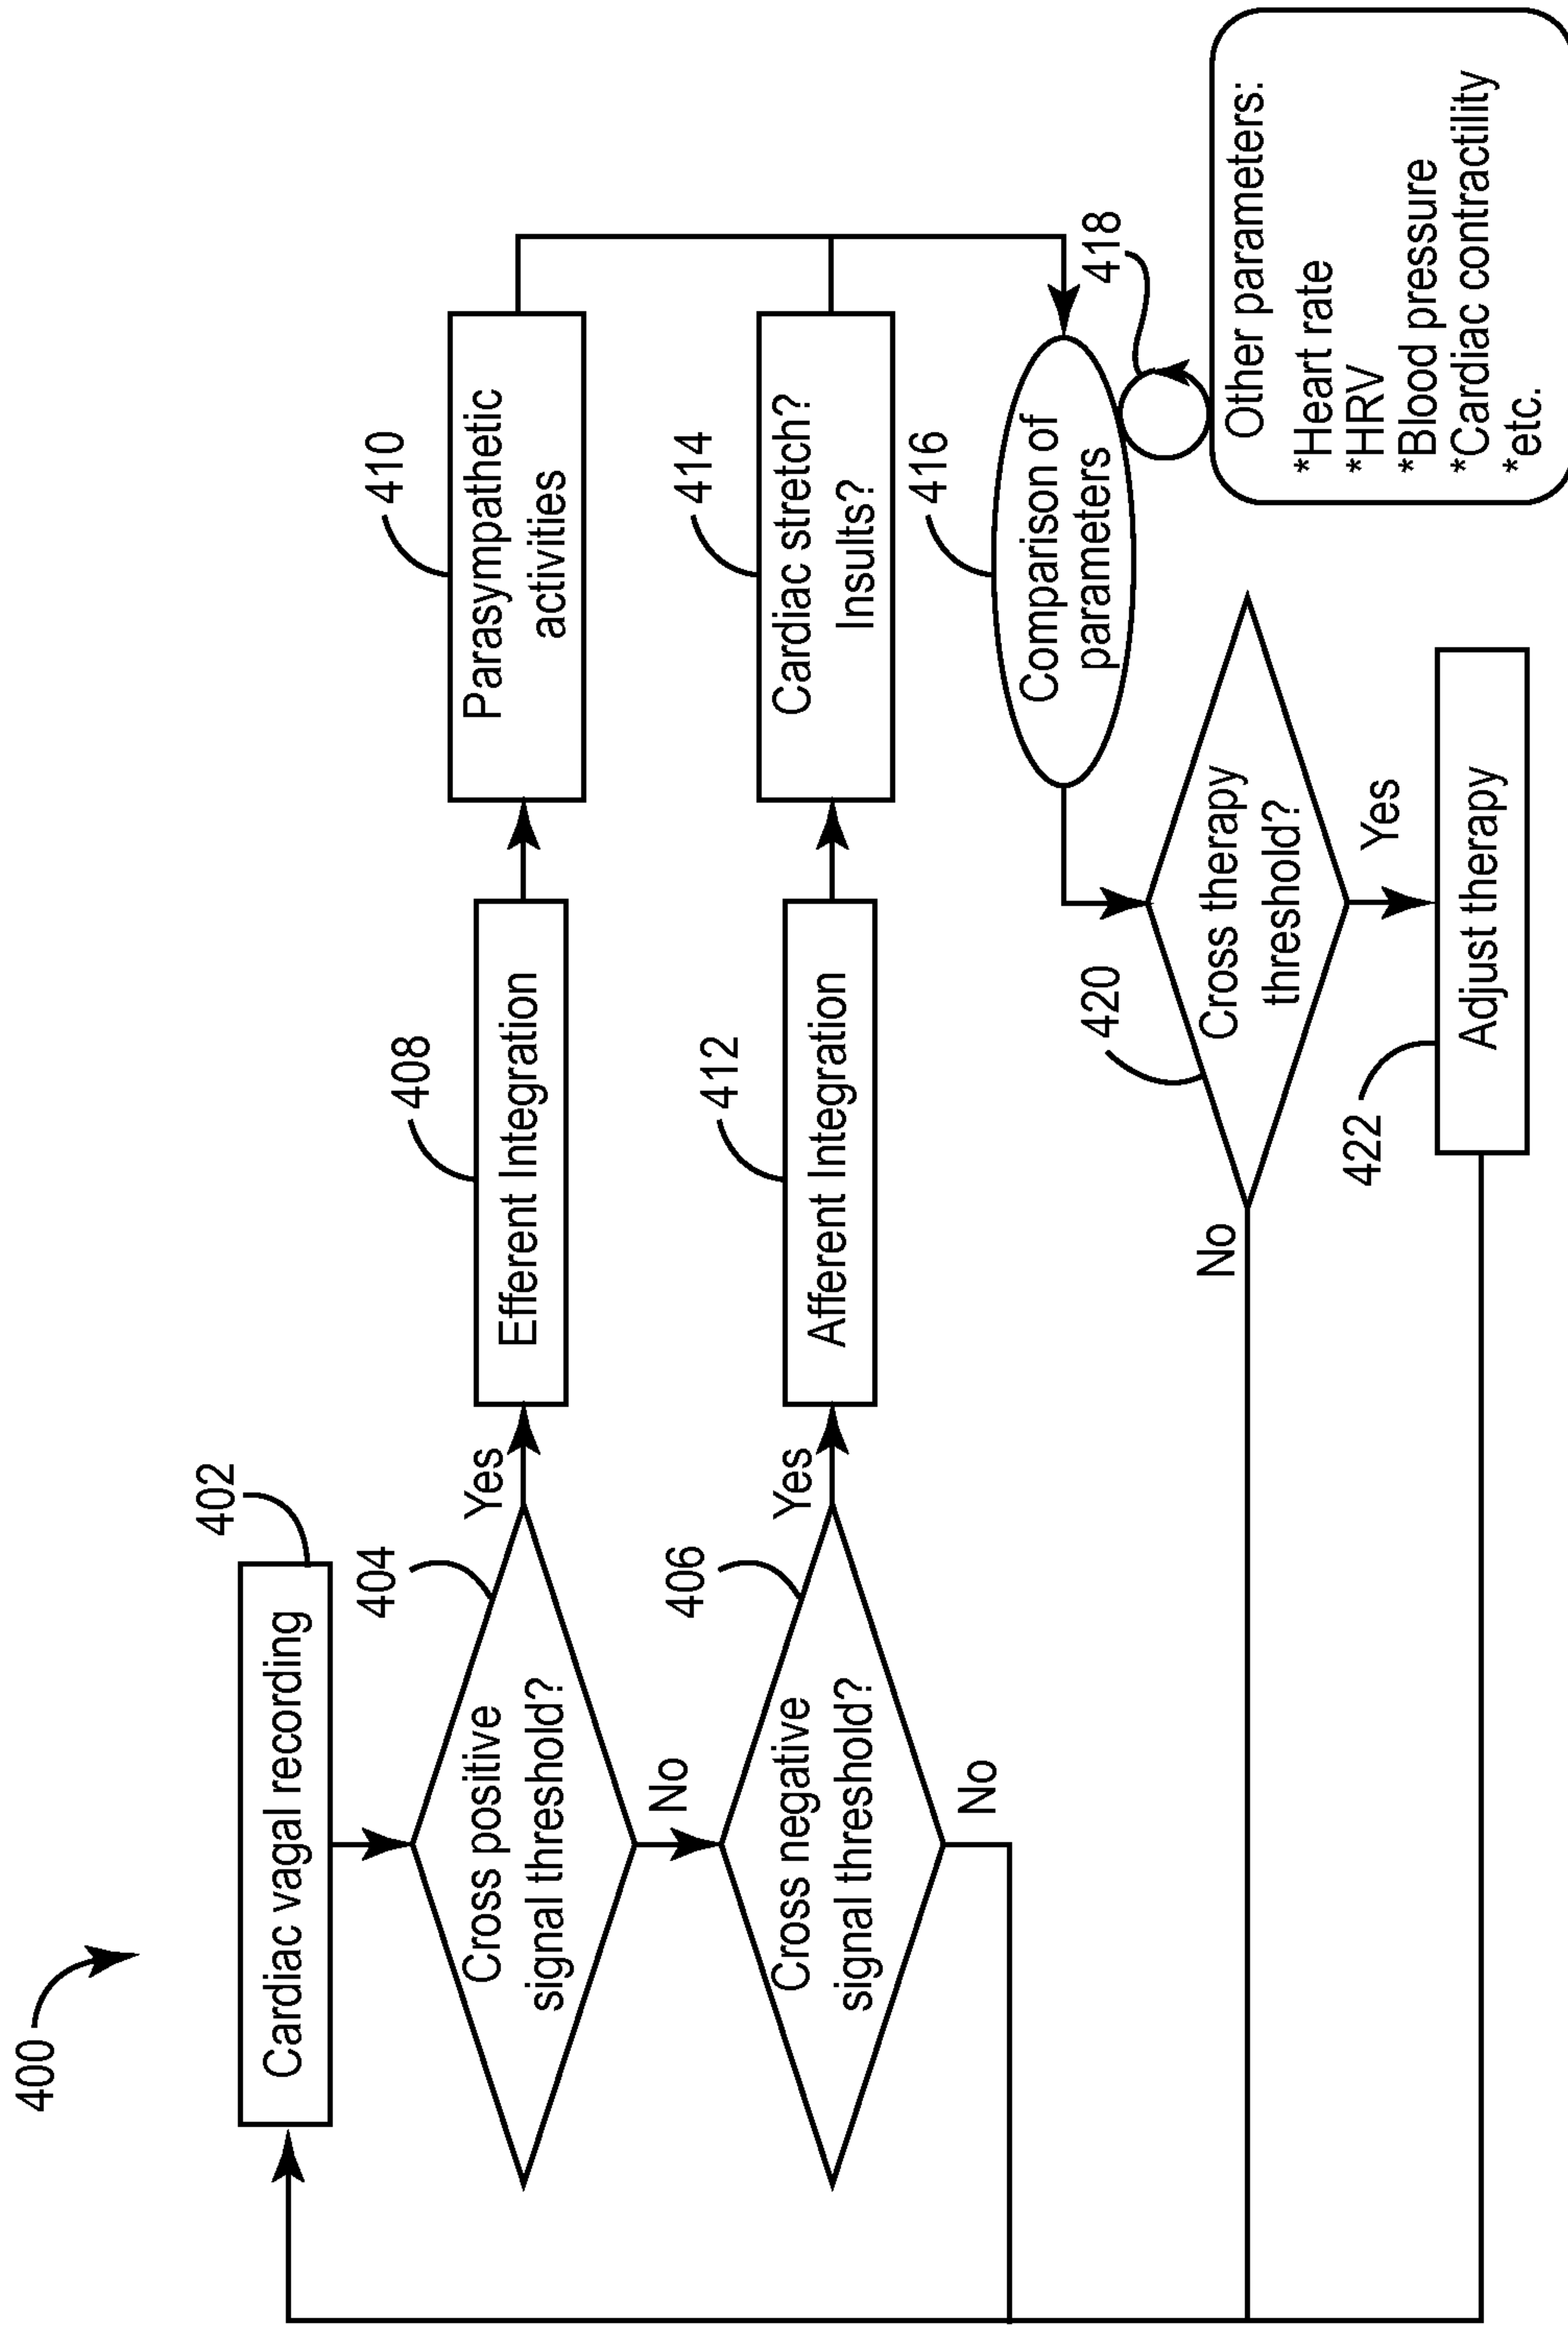 400
402
Cardiac vagal recording
404
Cross positive
signal threshold?
Yes
408
Efferent Integration
410
Parasympathetic
activities
No
406
Cross negative
signal threshold?
Yes
412
Afferent Integration
414
Cardiac stretch?
Insults?
No
416
Comparison of
parameters
418
Other parameters:
*Heart rate
*HRV
*Blood pressure
*Cardiac contractility
*etc.
420
Cross therapy
threshold?
No
Yes
422
Adjust therapy